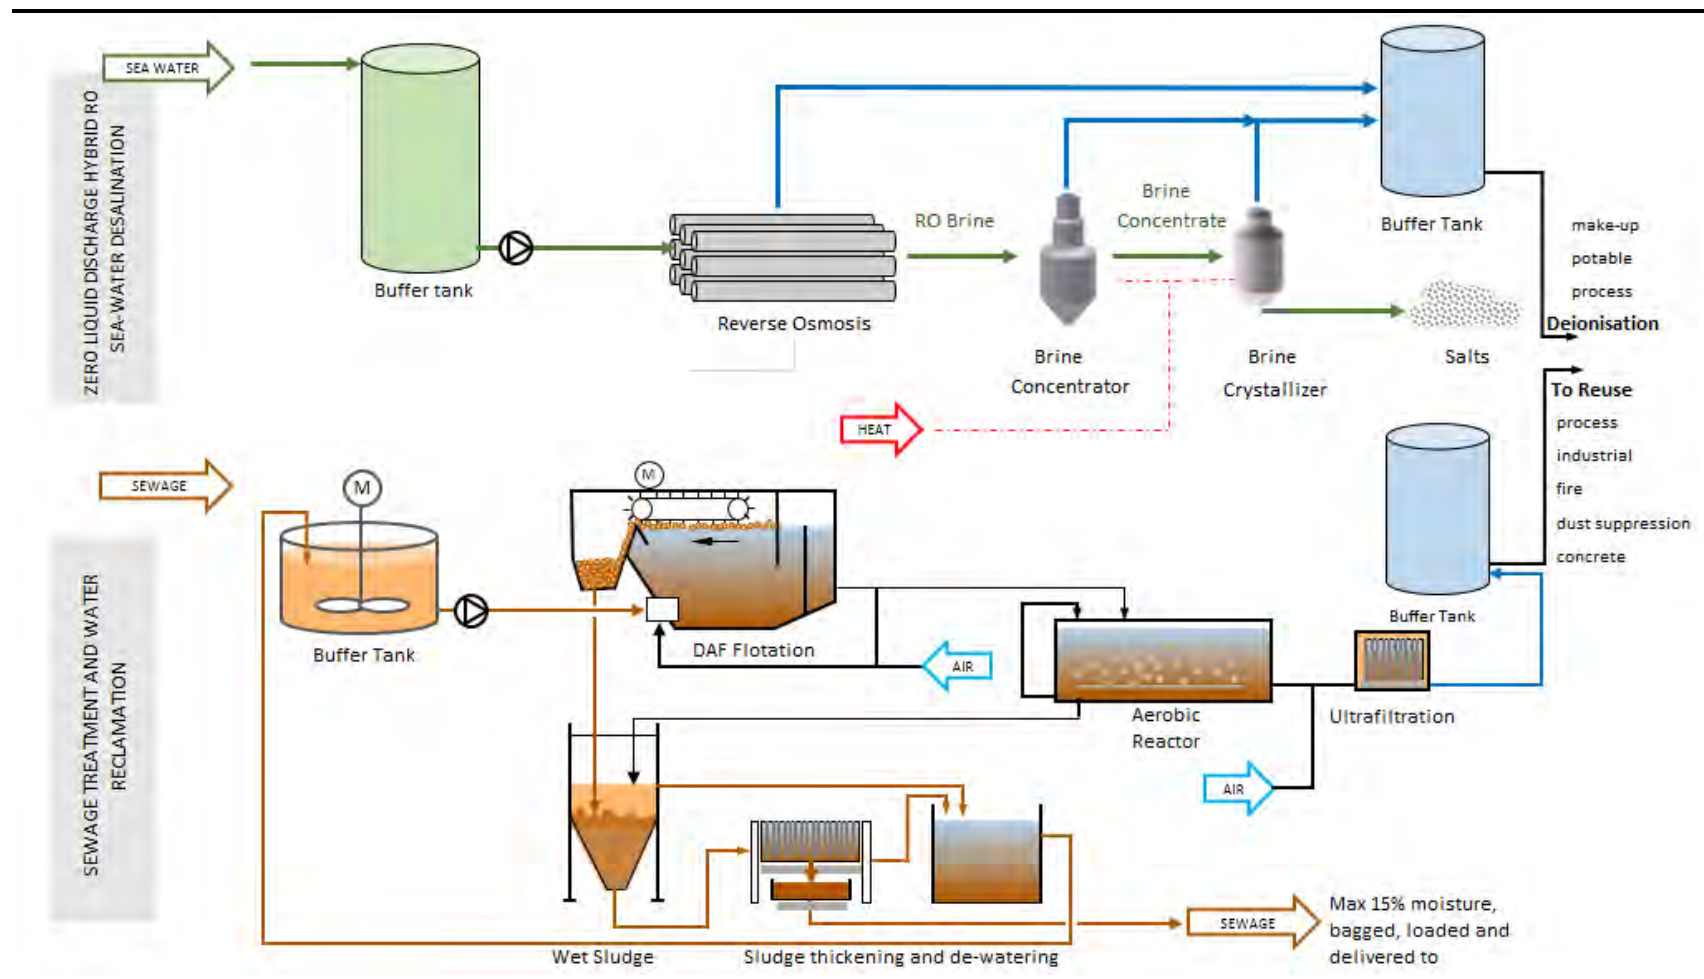 ZERO LIQUID DISCHARGE HYBRID RO
SEA-WATER DESALINATION
SEA WATER
Buffer tank
Reverse Osmosis
RO Brine
Brine
Concentrator
Brine
Concentrate
Brine
Crystallizer
Salts
Buffer Tank
make-up
potable
process
Deionisation
HEAT
To Reuse
process
industrial
fire
dust suppression
concrete
Buffer Tank
SEWAGE TREATMENT AND WATER
RECLAMATION
SEWAGE
M
Buffer Tank
M
DAF Flotation
AIR
Aerobic
Reactor
Ultrafiltration
AIR
Wet Sludge
Sludge thickening and de-watering
SEWAGE
Max 15% moisture,
bagged, loaded and
delivered to